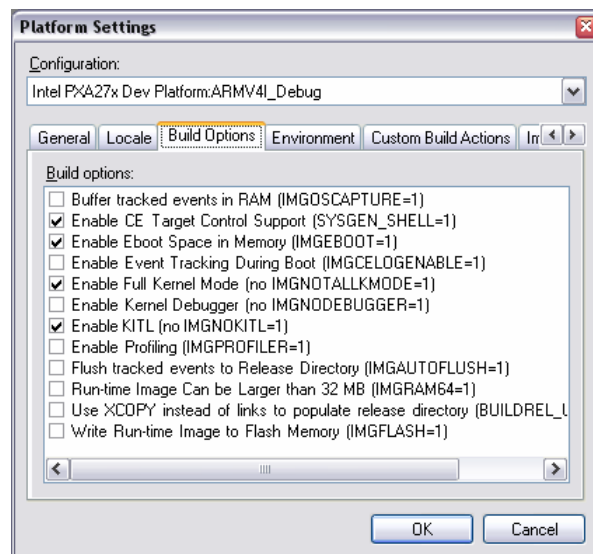 Platform Settings
Configuration:
Intel PXA27x Dev Platform:ARMV4I_Debug
General Locale Build Options Environment Custom Build Actions Im
Build options:
Buffer tracked events in RAM (IMGOSCAPTURE=1)
Enable CE Target Control Support (SYSGEN_SHELL=1)
Enable Eboot Space in Memory (IMGEBOOT=1)
Enable Event Tracking During Boot (IMGCELOGENABLE=1)
Enable Full Kernel Mode (no IMGNOTALLKMODE=1)
Enable Kernel Debugger (no IMGNODEBUGGER=1)
Enable KITL (no IMGNOKITL=1)
Enable Profiling (IMGPROFILER=1)
Flush tracked events to Release Directory (IMGAUTOFLUSH=1)
Run-time Image Can be Larger than 32 MB (IMGRAM64=1)
Use XCOPY instead of links to populate release directory (BUILDREL_U
Write Run-time Image to Flash Memory (IMGFLASH=1)
OK Cancel